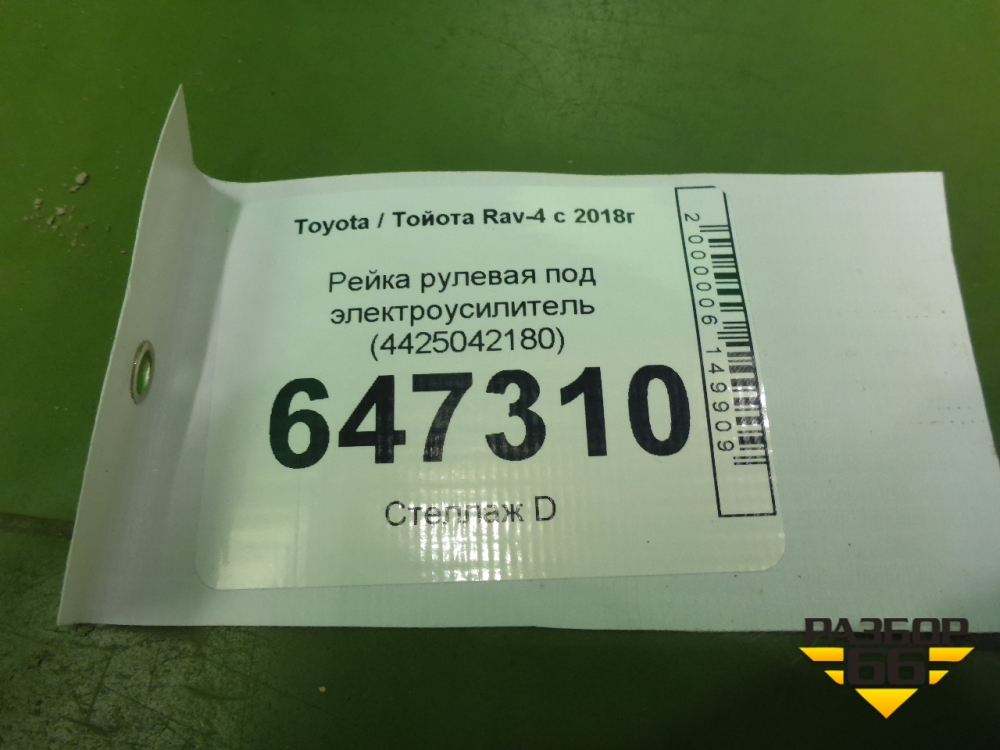 Toyota / Тойота Rav-4 с 2018г
Рейка рулевая под
электроусилитель
(4425042180)
647310
Стеллаж D
2000006149909
РАЗБОР
66